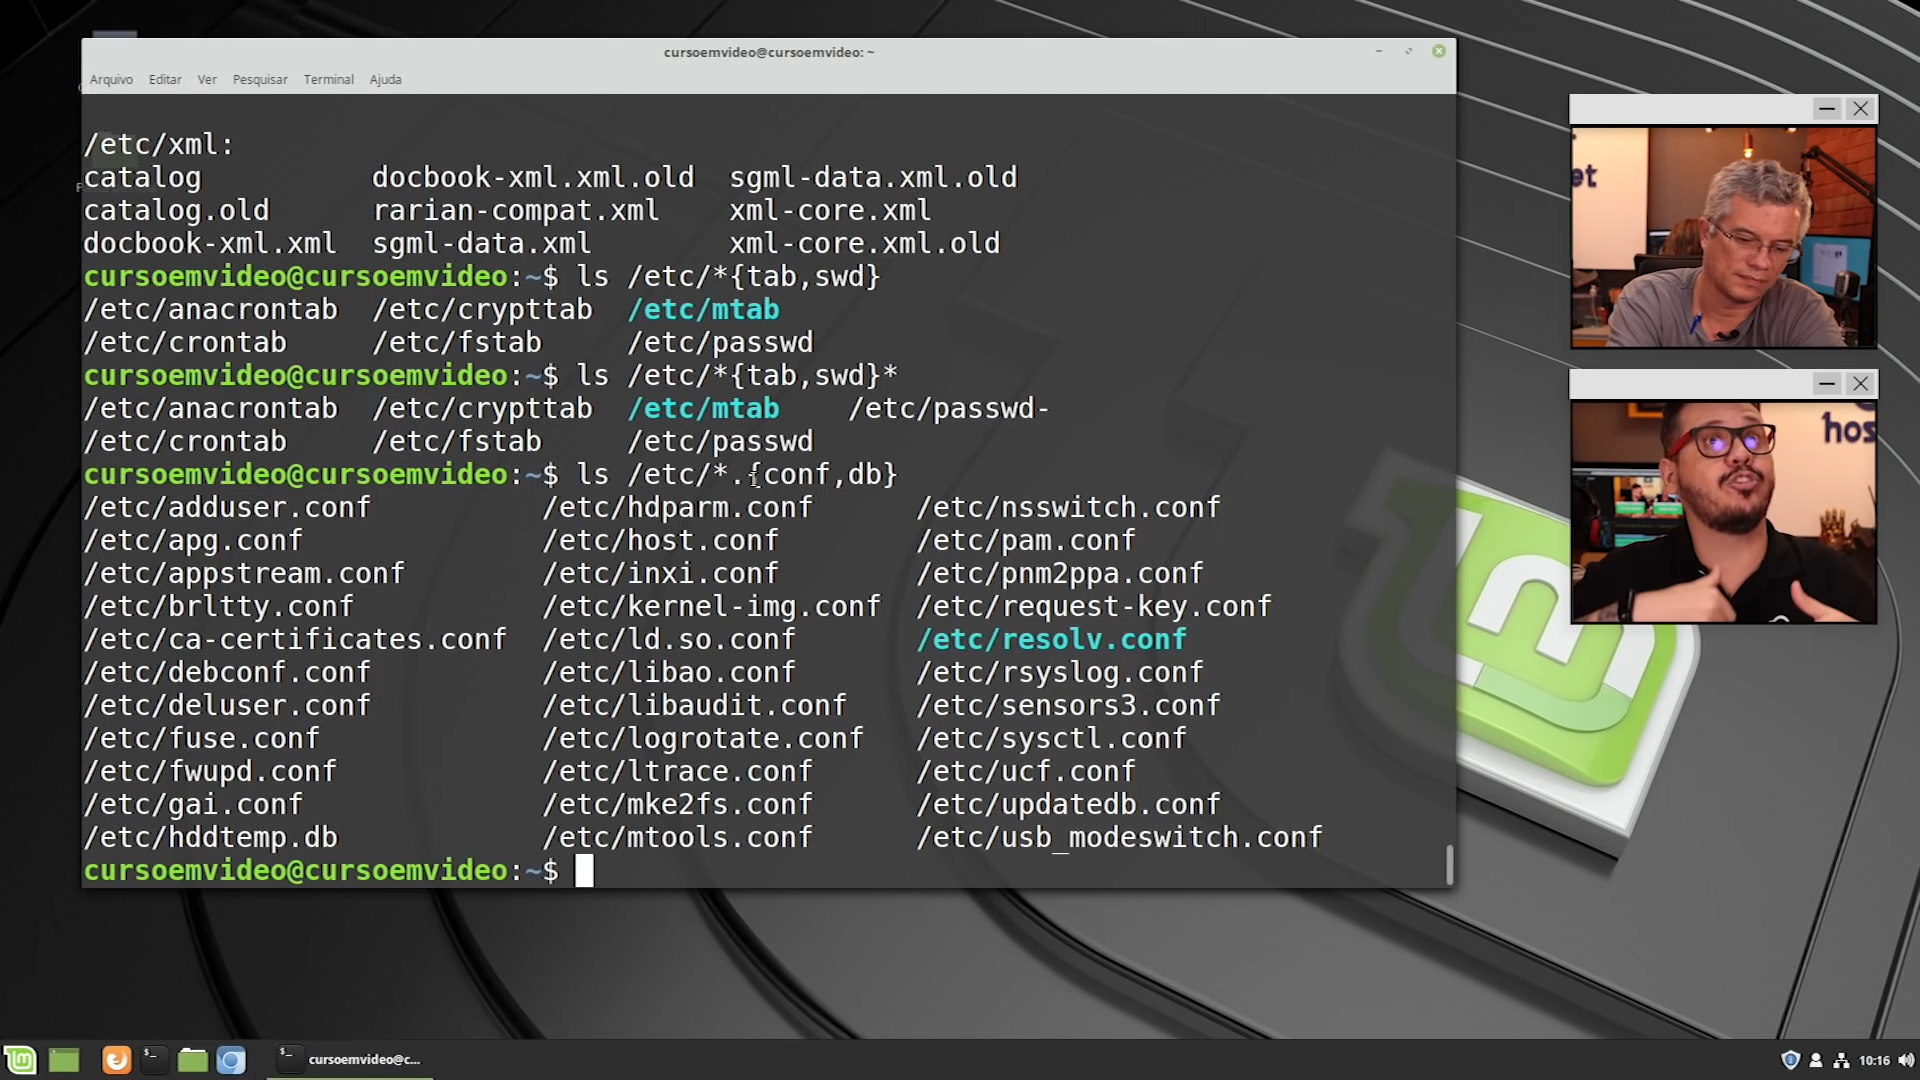 cursoemvideo@cursoemvideo: ~
Arquivo Editar Ver Pesquisar Terminal Ajuda
/etc/xml:
catalog docbook-xml.xml.old sgml-data.xml.old
catalog.old rarian-compat.xml xml-core.xml
docbook-xml.xml sgml-data.xml xml-core.xml.old
cursoemvideo@cursoemvideo:~$ ls /etc/*{tab,swd}
/etc/anacrontab /etc/crypttab /etc/mtab
/etc/crontab /etc/fstab /etc/passwd
cursoemvideo@cursoemvideo:~$ ls /etc/*{tab,swd}*
/etc/anacrontab /etc/crypttab /etc/mtab /etc/passwd-
/etc/crontab /etc/fstab /etc/passwd
cursoemvideo@cursoemvideo:~$ ls /etc/*.{conf,db}
/etc/adduser.conf /etc/hdparm.conf /etc/nsswitch.conf
/etc/apg.conf /etc/host.conf /etc/pam.conf
/etc/appstream.conf /etc/inxi.conf /etc/pnm2ppa.conf
/etc/brltty.conf /etc/kernel-img.conf /etc/request-key.conf
/etc/ca-certificates.conf /etc/ld.so.conf /etc/resolv.conf
/etc/debconf.conf /etc/libao.conf /etc/rsyslog.conf
/etc/deluser.conf /etc/libaudit.conf /etc/sensors3.conf
/etc/fuse.conf /etc/logrotate.conf /etc/sysctl.conf
/etc/fwupd.conf /etc/ltrace.conf /etc/ucf.conf
/etc/gai.conf /etc/mke2fs.conf /etc/updatedb.conf
/etc/hddtemp.db /etc/mtools.conf /etc/usb_modeswitch.conf
cursoemvideo@cursoemvideo:~$
et
hos
cursoemvideo@c...
10:16